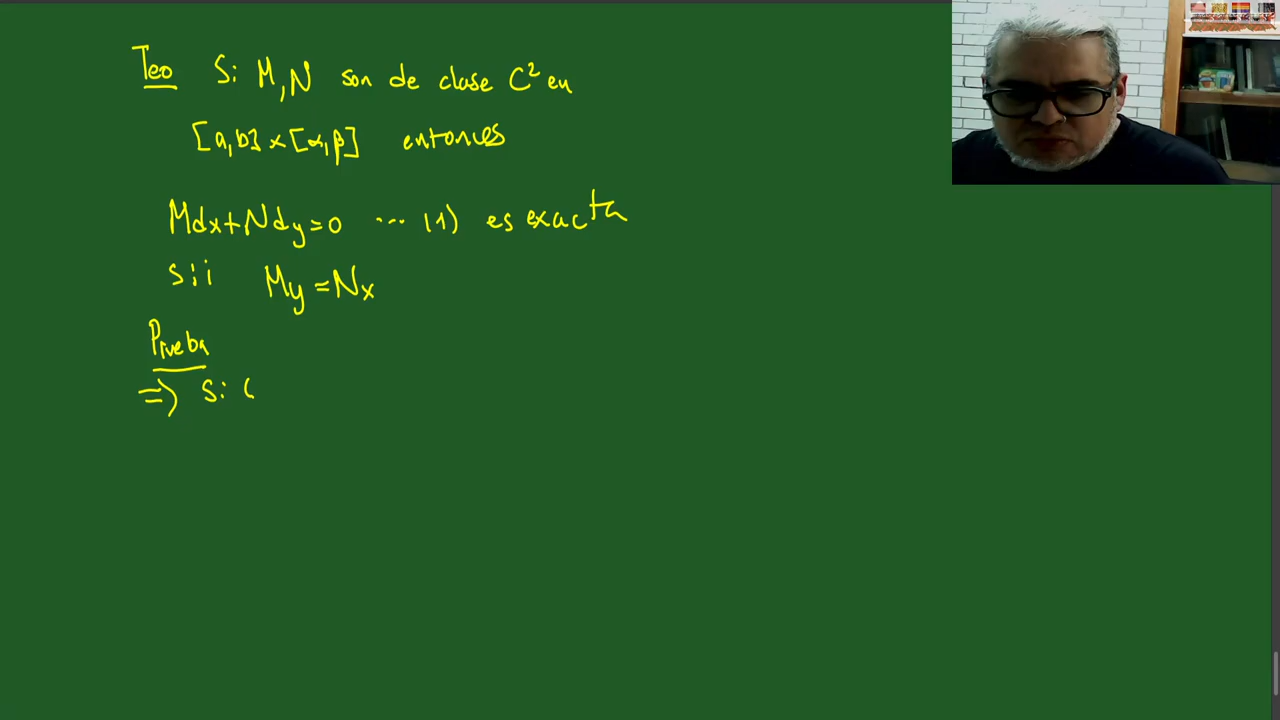 Teo Si M,N son de clase C² en
[a,b]×[α,β] entonces
Mdx+Ndy=0 ... (1) es exacta
sii My=Nx
Prueba
=> Si (